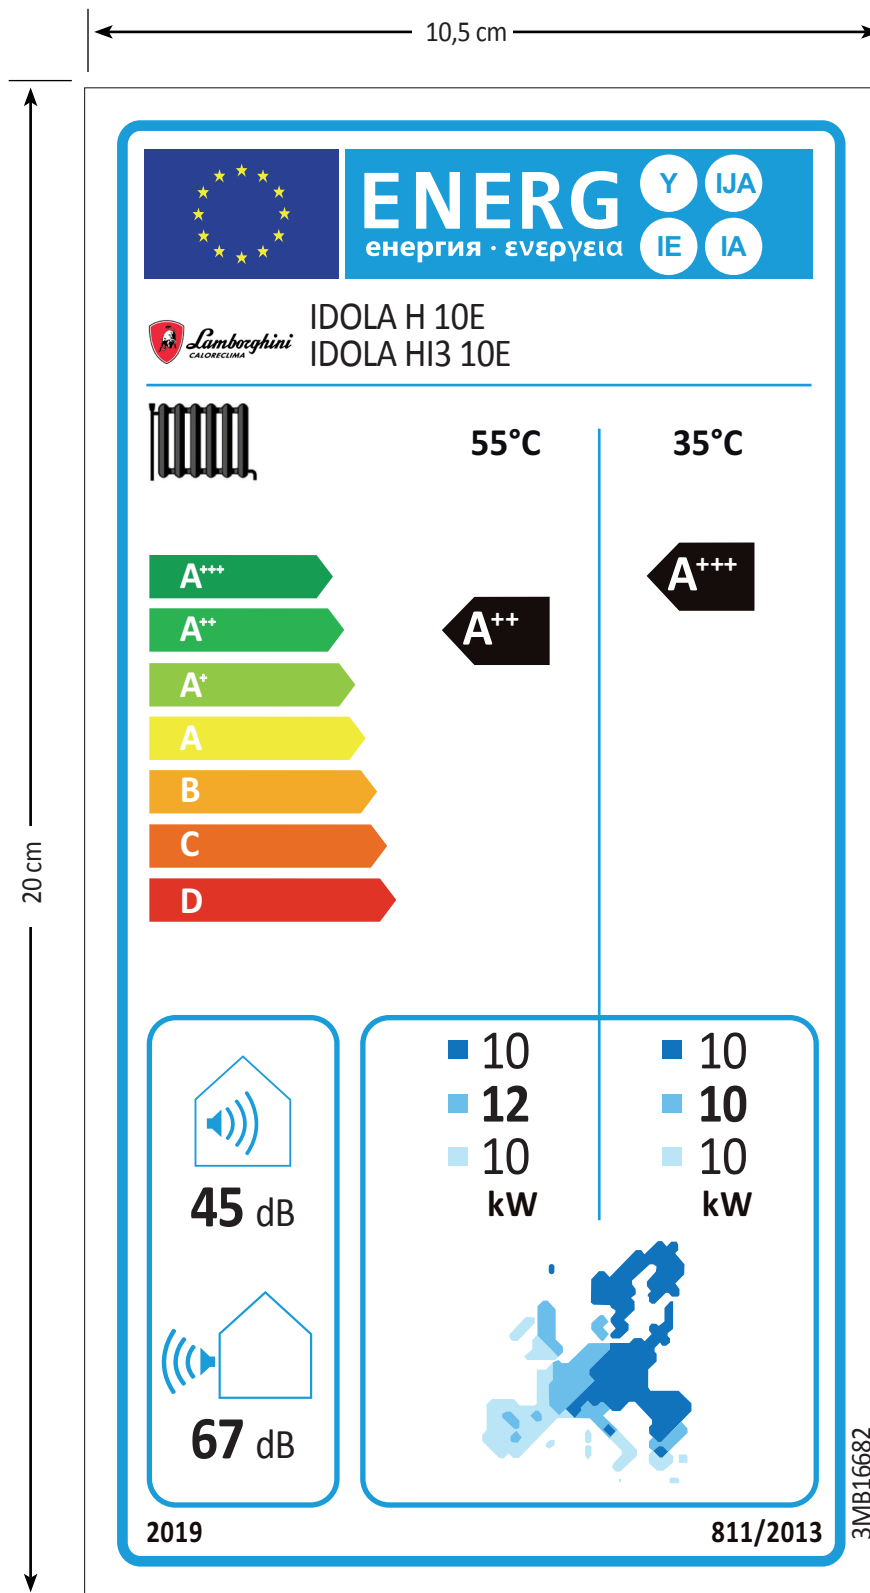 10,5 cm
20 cm
ENERG
енергия · ενεργεια
Y IJA
IE IA
Lamborghini
CALORECLIMA
IDOLA H 10E
IDOLA HI3 10E
55°C 35°C
A+++
A++
A+
A
B
C
D
A++
A+++
45 dB
67 dB
10 10
12 10
10 10
kW kW
2019 811/2013
3MB16682